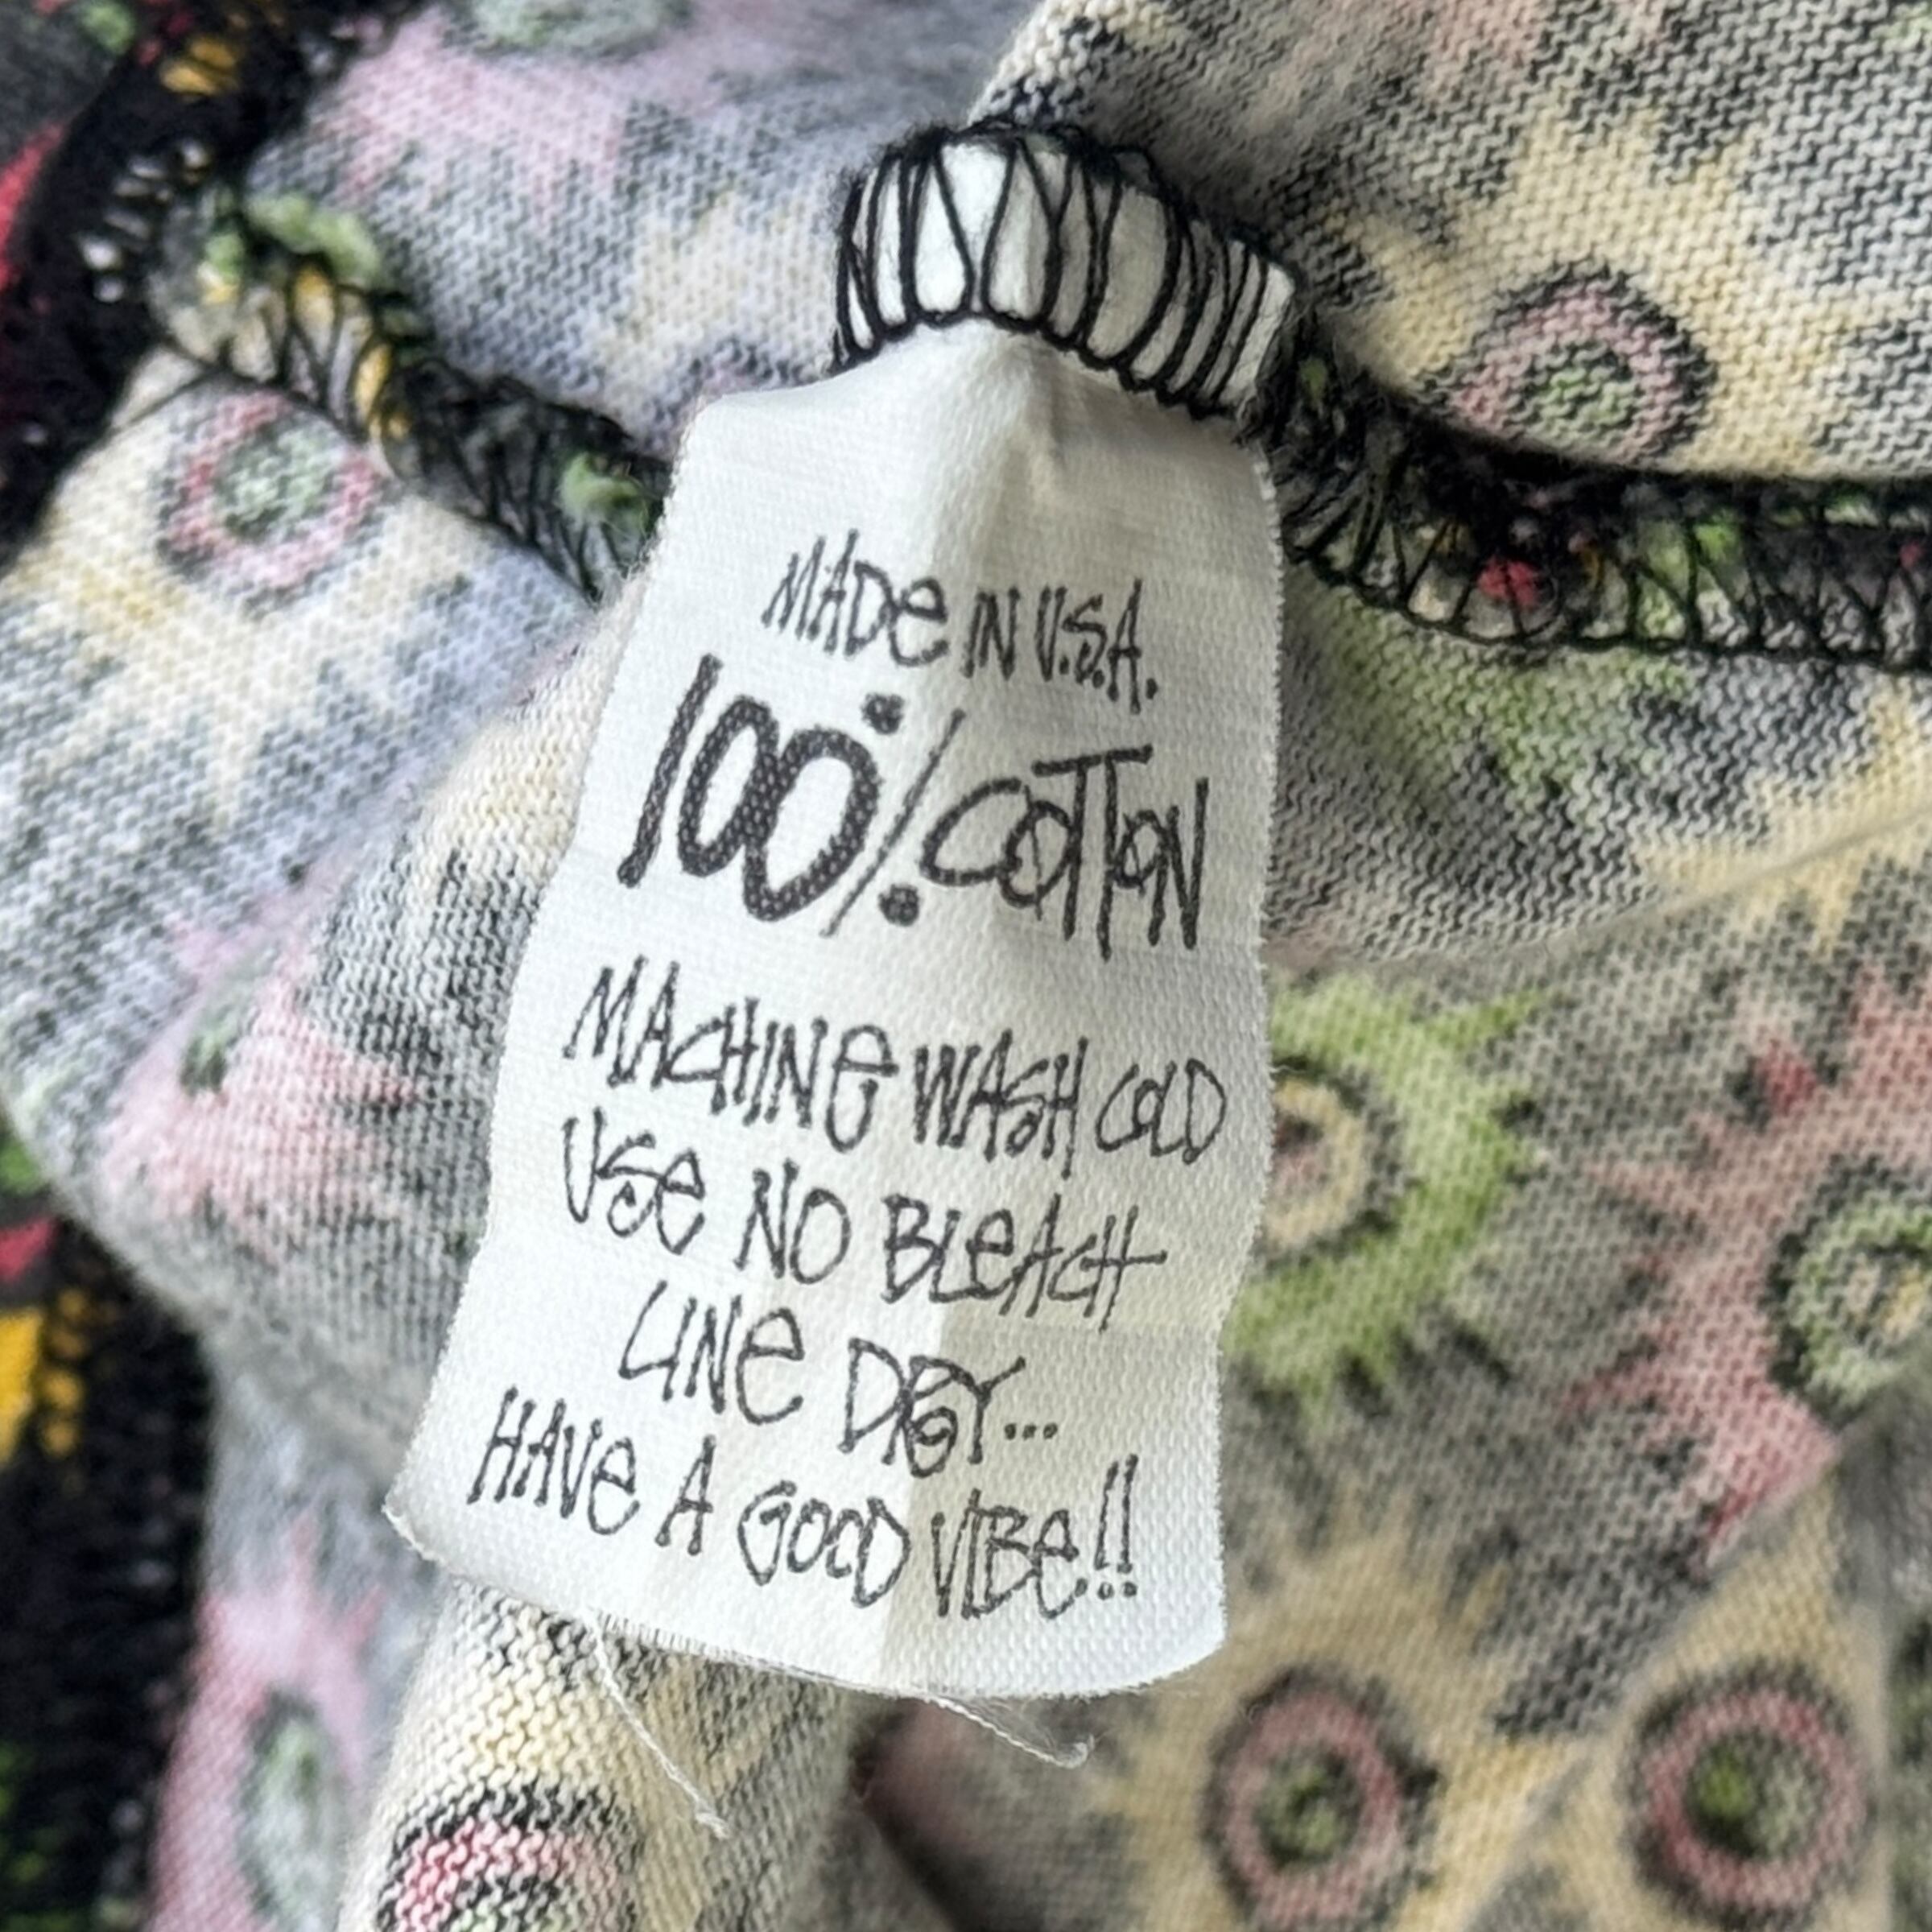 MADe IN U.S.A.
100% COTTON
MACHINe WASH COLD
USe NO BLeACH
LINe DRY...
HAVe A GOOD VIBe!!